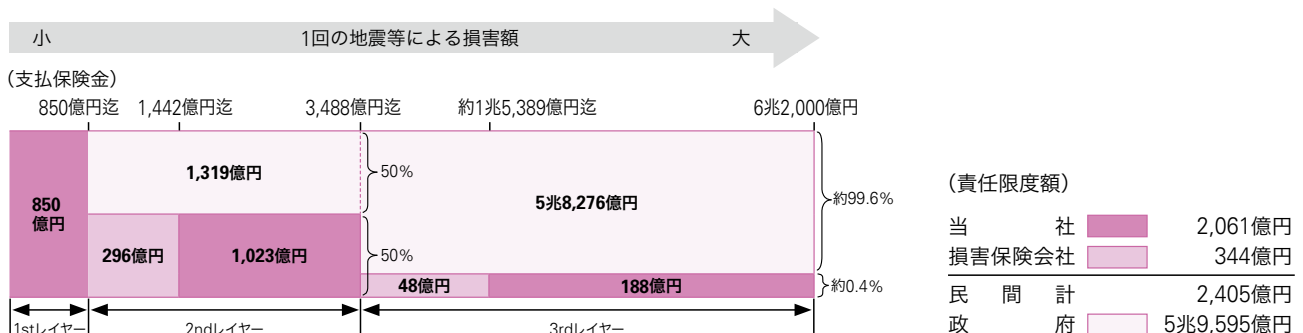 小 1回の地震等による損害額 大
(支払保険金)
850億円迄 1,442億円迄 3,488億円迄 約1兆5,389億円迄 6兆2,000億円
1,319億円
50%
850
億円
5兆8,276億円
約99.6%
296億円 1,023億円
50%
48億円 188億円
約0.4%
1stレイヤー 2ndレイヤー 3rdレイヤー
(責任限度額)
当社 2,061億円
損害保険会社 344億円
民間計 2,405億円
政府 5兆9,595億円